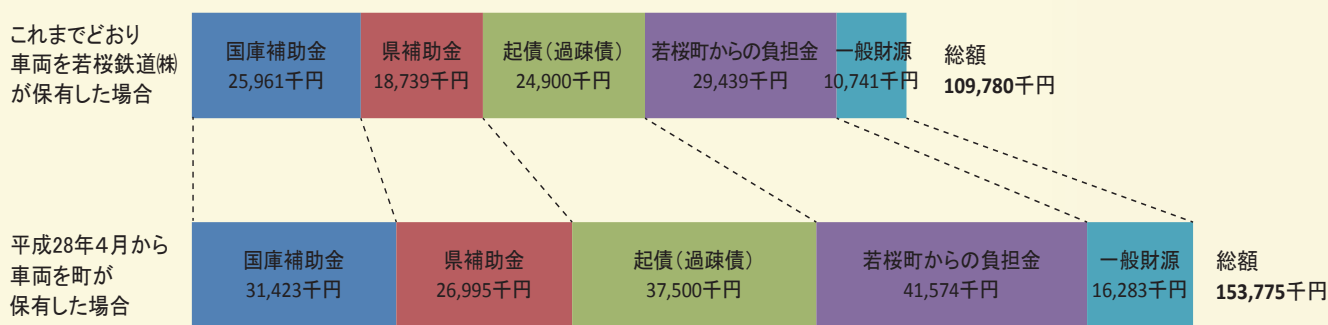 これまでどおり
車両を若桜鉄道㈱
が保有した場合
国庫補助金
25,961千円
県補助金
18,739千円
起債(過疎債)
24,900千円
若桜町からの負担金
29,439千円
一般財源
10,741千円
総額
109,780千円
平成28年4月から
車両を町が
保有した場合
国庫補助金
31,423千円
県補助金
26,995千円
起債(過疎債)
37,500千円
若桜町からの負担金
41,574千円
一般財源
16,283千円
総額
153,775千円